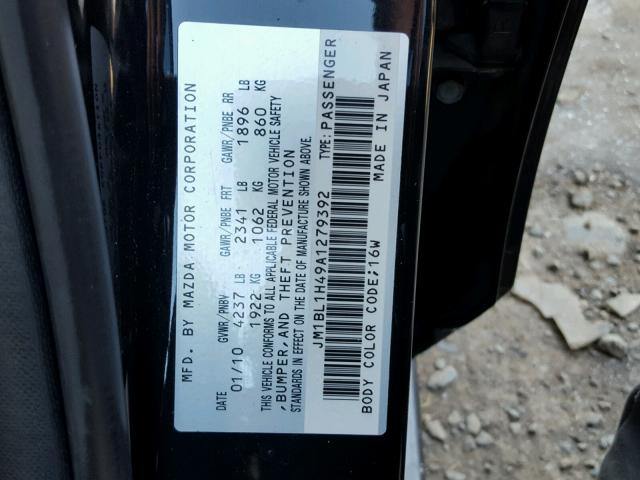 MFD. BY MAZDA MOTOR CORPORATION
DATE GVWR/PNBV GAWR/PNBE FRT GAWR/PNBE RR
01/10 4237 LB 2341 LB 1896 LB
1922 KG 1062 KG 860 KG
THIS VEHICLE CONFORMS TO ALL APPLICABLE FEDERAL MOTOR VEHICLE SAFETY
,BUMPER,AND THEFT PREVENTION
STANDARDS IN EFFECT ON THE DATE OF MANUFACTURE SHOWN ABOVE.
JM1BL1H49A1279392 TYPE:PASSENGER
BODY COLOR CODE;16W MADE IN JAPAN